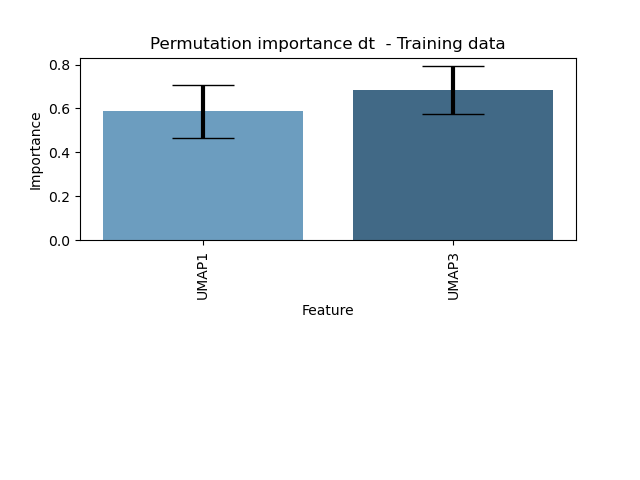 Permutation importance dt  - Training data
0.8
0.6
0.4
0.2
0.0
Importance
UMAP1
UMAP3
Feature